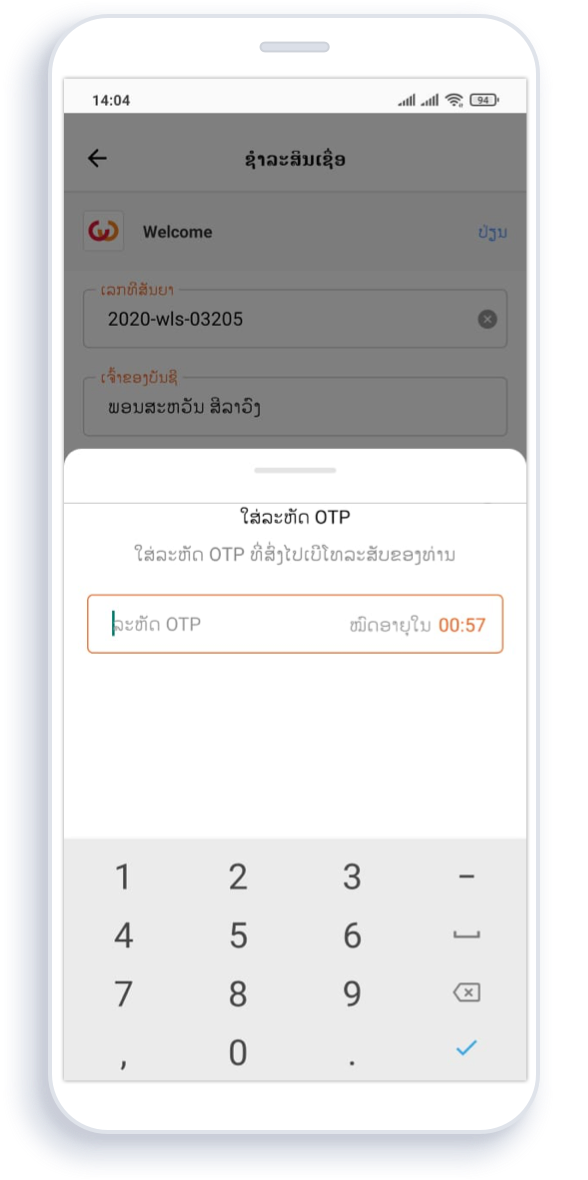 14:04
94
ຊຳລະສິນເຊື່ອ
Welcome
ປ່ຽນ
ເລກທີສັນຍາ
2020-wls-03205
ເຈົ້າຂອງບັນຊີ
ພອນສະຫວັນ ສີລາວົງ
ໃສ່ລະຫັດ OTP
ໃສ່ລະຫັດ OTP ທີ່ສົ່ງໄປເບີໂທລະສັບຂອງທ່ານ
ລະຫັດ OTP
ໝົດອາຍຸໃນ 00:57
1 2 3 -
4 5 6
7 8 9
, 0 .